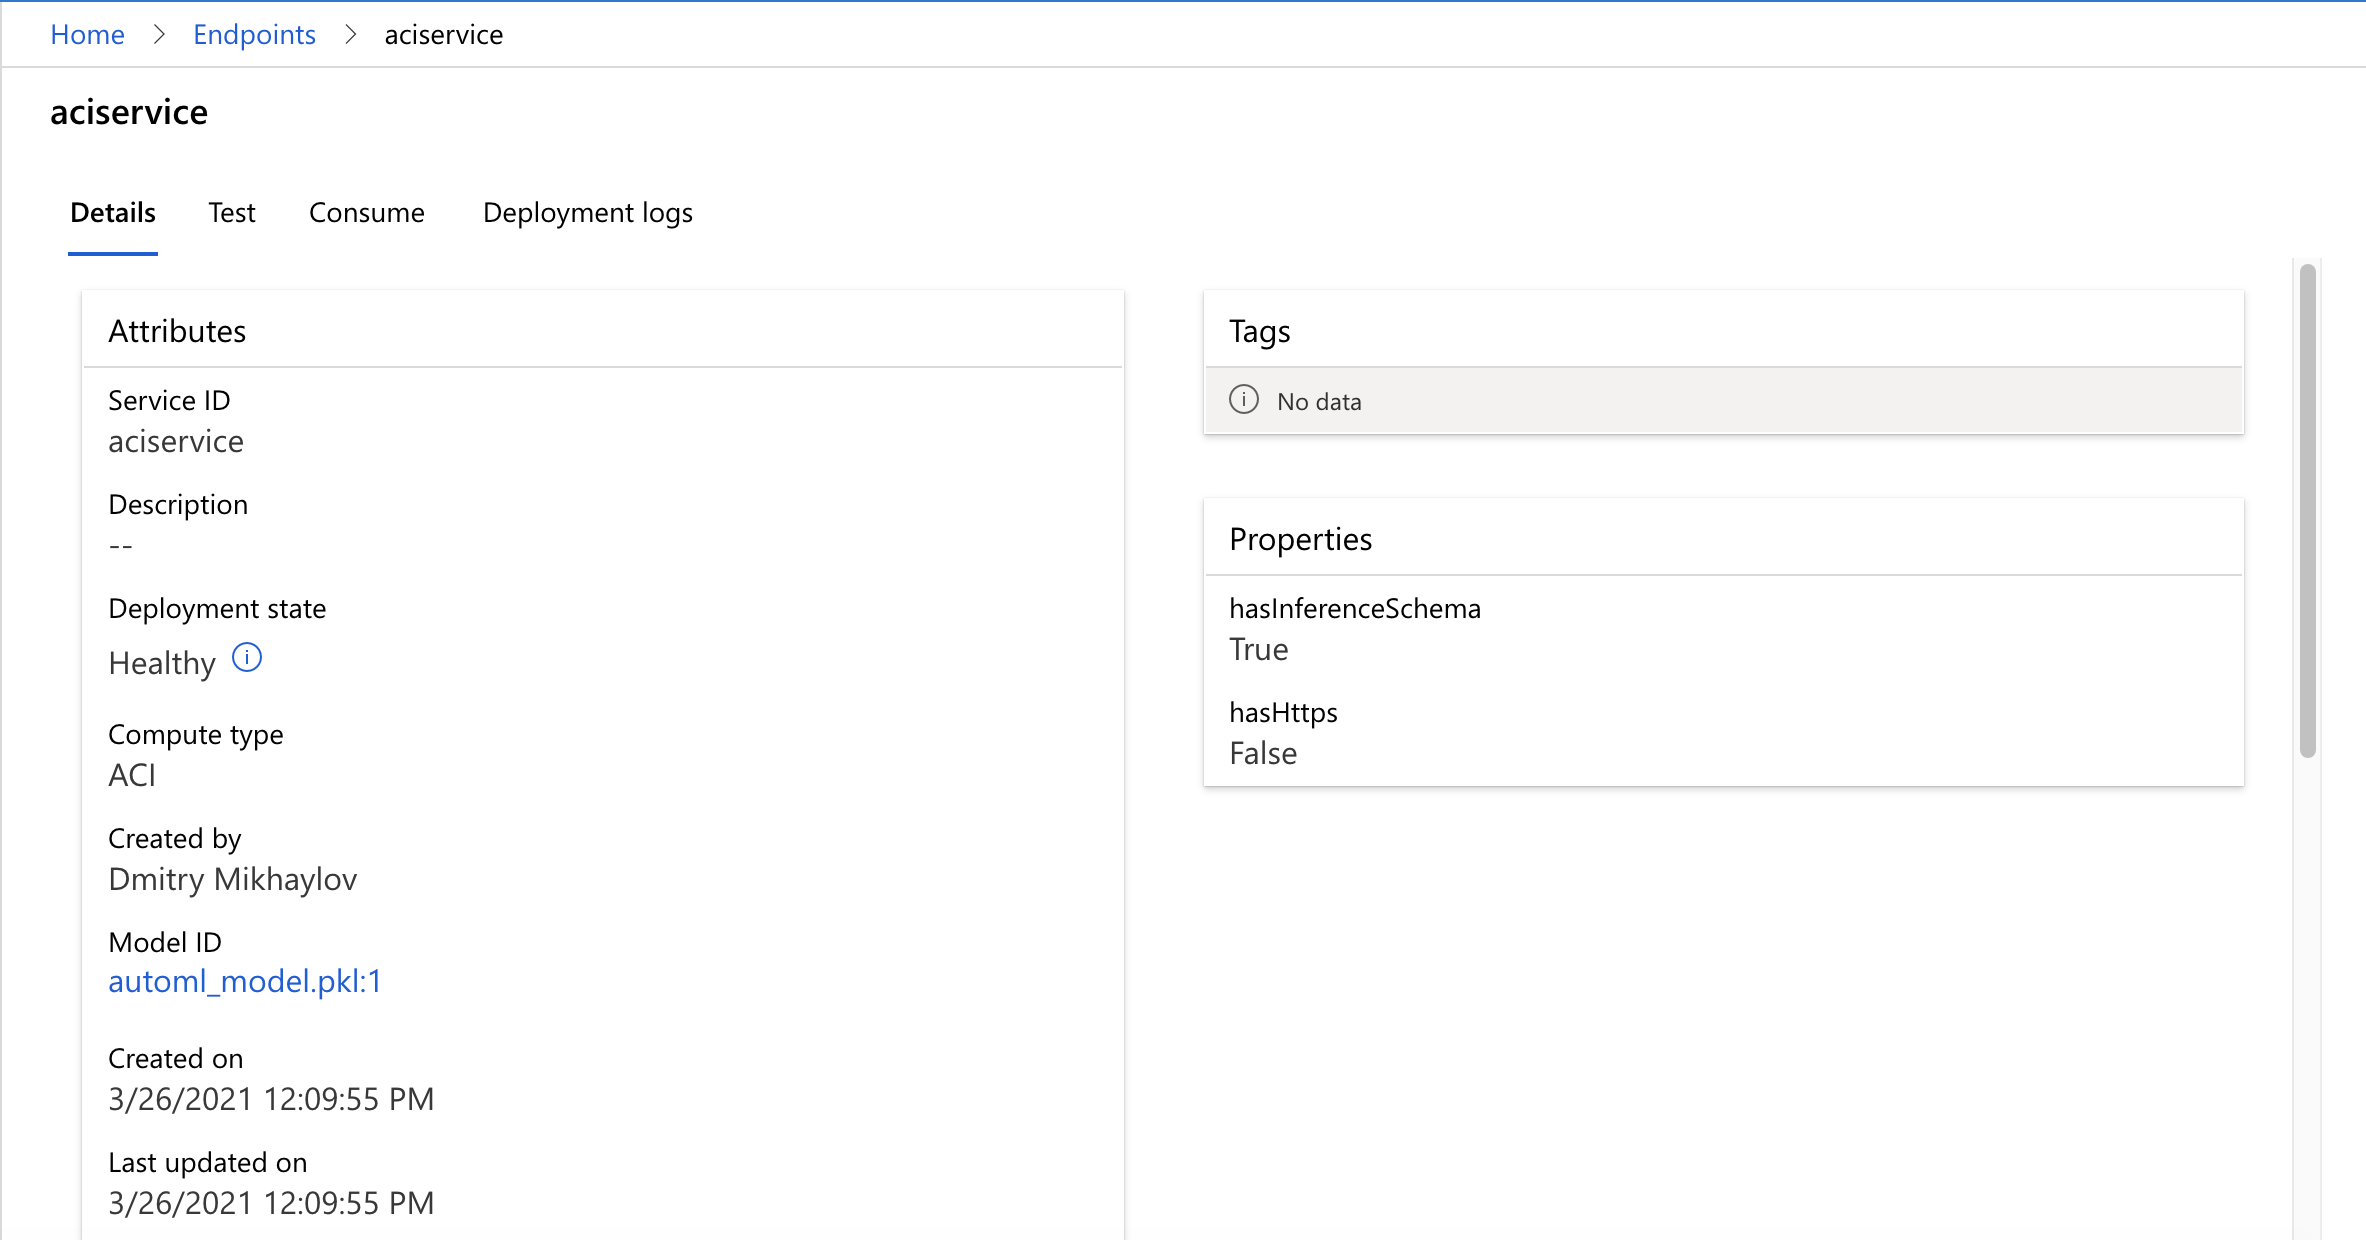 Home > Endpoints > aciservice
aciservice
Details Test Consume Deployment logs
Attributes
Service ID
aciservice
Description
--
Deployment state
Healthy
Compute type
ACI
Created by
Dmitry Mikhaylov
Model ID
automl_model.pkl:1
Created on
3/26/2021 12:09:55 PM
Last updated on
3/26/2021 12:09:55 PM
Tags
No data
Properties
hasInferenceSchema
True
hasHttps
False